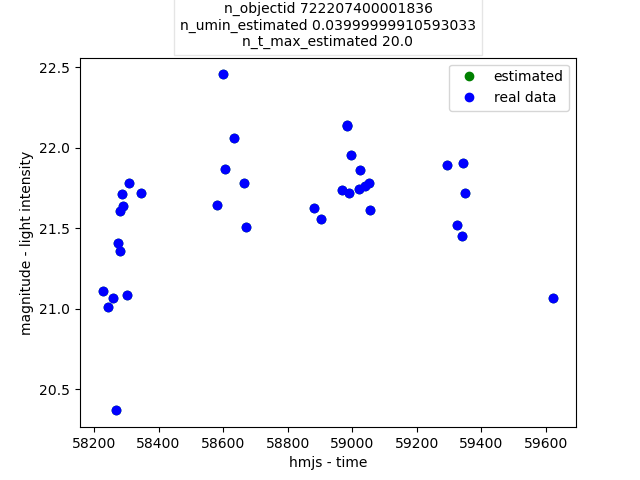 n_objectid 722207400001836
n_umin_estimated 0.03999999910593033
n_t_max_estimated 20.0
estimated
real data
22.5
22.0
21.5
21.0
20.5
magnitude - light intensity
58200 58400 58600 58800 59000 59200 59400 59600
hmjs - time